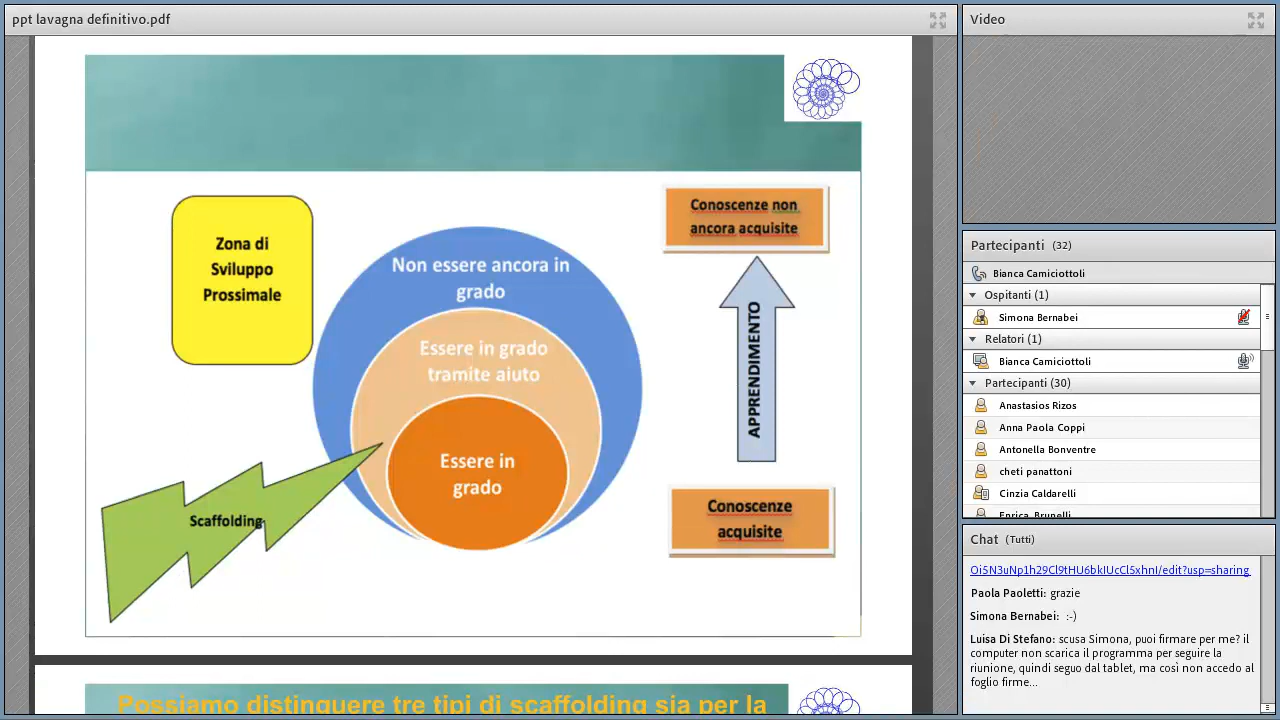 ppt lavagna definitivo.pdf
Zona di
Sviluppo
Prossimale
Non essere ancora in
grado
Essere in grado
tramite aiuto
Essere in
grado
Scaffolding
Conoscenze non
ancora acquisite
APPRENDIMENTO
Conoscenze
acquisite
Possiamo distinguere tre tipi di scaffolding sia per la
Video
Partecipanti (32)
Bianca Camiciottoli
Ospitanti (1)
Simona Bernabei
Relatori (1)
Bianca Camiciottoli
Partecipanti (30)
Anastasios Rizos
Anna Paola Coppi
Antonella Bonventre
cheti panattoni
Cinzia Caldarelli
Enrica Brunelli
Chat (Tutti)
Oi5N3uNp1h29Cl9tHU6bkIUcCl5xhnI/edit?usp=sharing
Paola Paoletti: grazie
Simona Bernabei: :-)
Luisa Di Stefano: scusa Simona, puoi firmare per me? il
computer non scarica il programma per seguire la
riunione, quindi seguo dal tablet, ma così non accedo al
foglio firme...